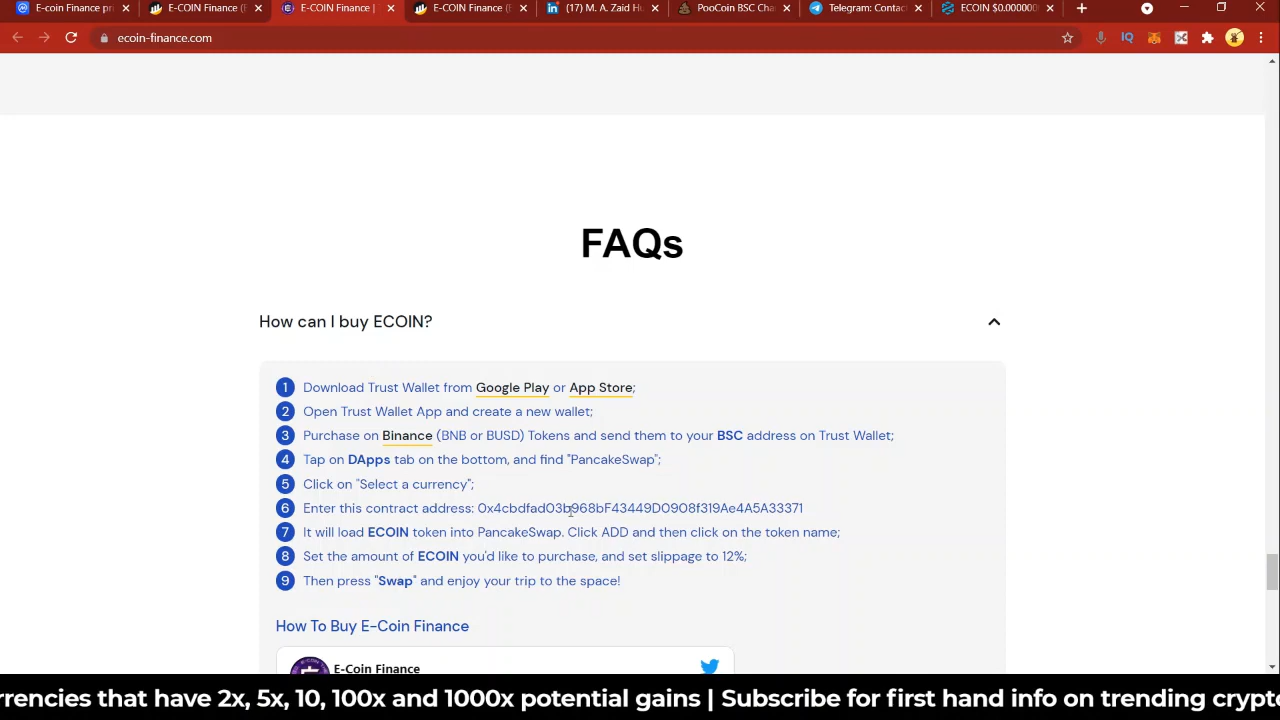 E-coin Finance pri
E-COIN Finance (E
E-COIN Finance |
E-COIN Finance (E
(17) M. A. Zaid Hu
PooCoin BSC Cha
Telegram: Contac
ECOIN $0.000000
ecoin-finance.com
FAQs
How can I buy ECOIN?
1 Download Trust Wallet from Google Play or App Store;
2 Open Trust Wallet App and create a new wallet;
3 Purchase on Binance (BNB or BUSD) Tokens and send them to your BSC address on Trust Wallet;
4 Tap on DApps tab on the bottom, and find "PancakeSwap";
5 Click on "Select a currency";
6 Enter this contract address: 0x4cbdfad03b968bF43449D0908f319Ae4A5A33371
7 It will load ECOIN token into PancakeSwap. Click ADD and then click on the token name;
8 Set the amount of ECOIN you'd like to purchase, and set slippage to 12%;
9 Then press "Swap" and enjoy your trip to the space!
How To Buy E-Coin Finance
E-Coin Finance
rrencies that have 2x, 5x, 10, 100x and 1000x potential gains | Subscribe for first hand info on trending crypto